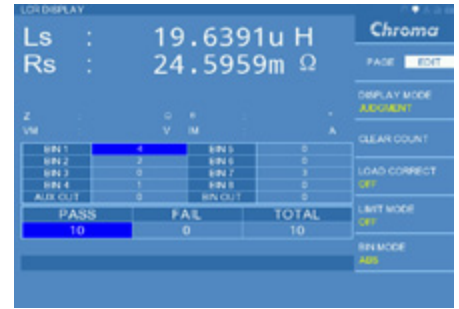 LCR DISPLAY
Ls : 19.6391u H
Rs : 24.5959m Ω
Z : Ω θ : °
VM : V IM : A
BIN 1 4 BIN 5 0
BIN 2 2 BIN 6 0
BIN 3 0 BIN 7 3
BIN 4 1 BIN 8 0
AUX OUT 0 BIN OUT 0
PASS FAIL TOTAL
10 0 10
Chroma
PAGE EDIT
DISPLAY MODE
JUDGMENT
CLEAR COUNT
LOAD CORRECT
OFF
LIMIT MODE
OFF
BIN MODE
ABS